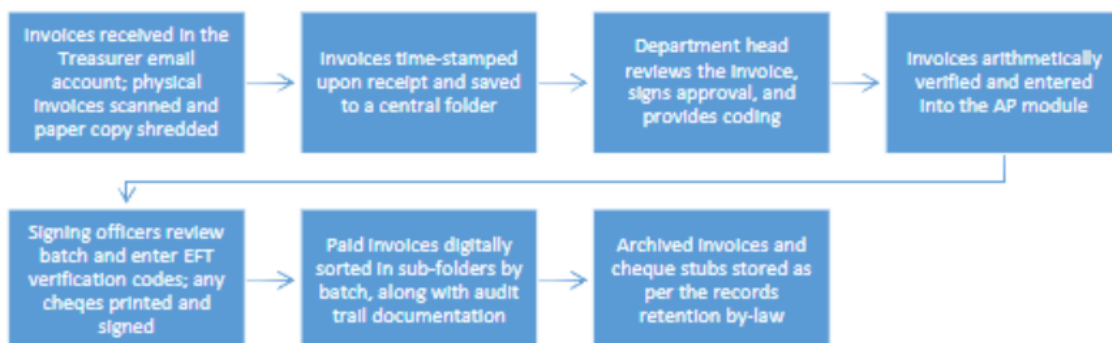 Invoices received in the
Treasurer email
account; physical
invoices scanned and
paper copy shredded
Invoices time-stamped
upon receipt and saved
to a central folder
Department head
reviews the invoice,
signs approval, and
provides coding
Invoices arithmetically
verified and entered
into the AP module
Signing officers review
batch and enter EFT
verification codes; any
cheqes printed and
signed
Paid invoices digitally
sorted in sub-folders by
batch, along with audit
trail documentation
Archived invoices and
cheque stubs stored as
per the records
retention by-law